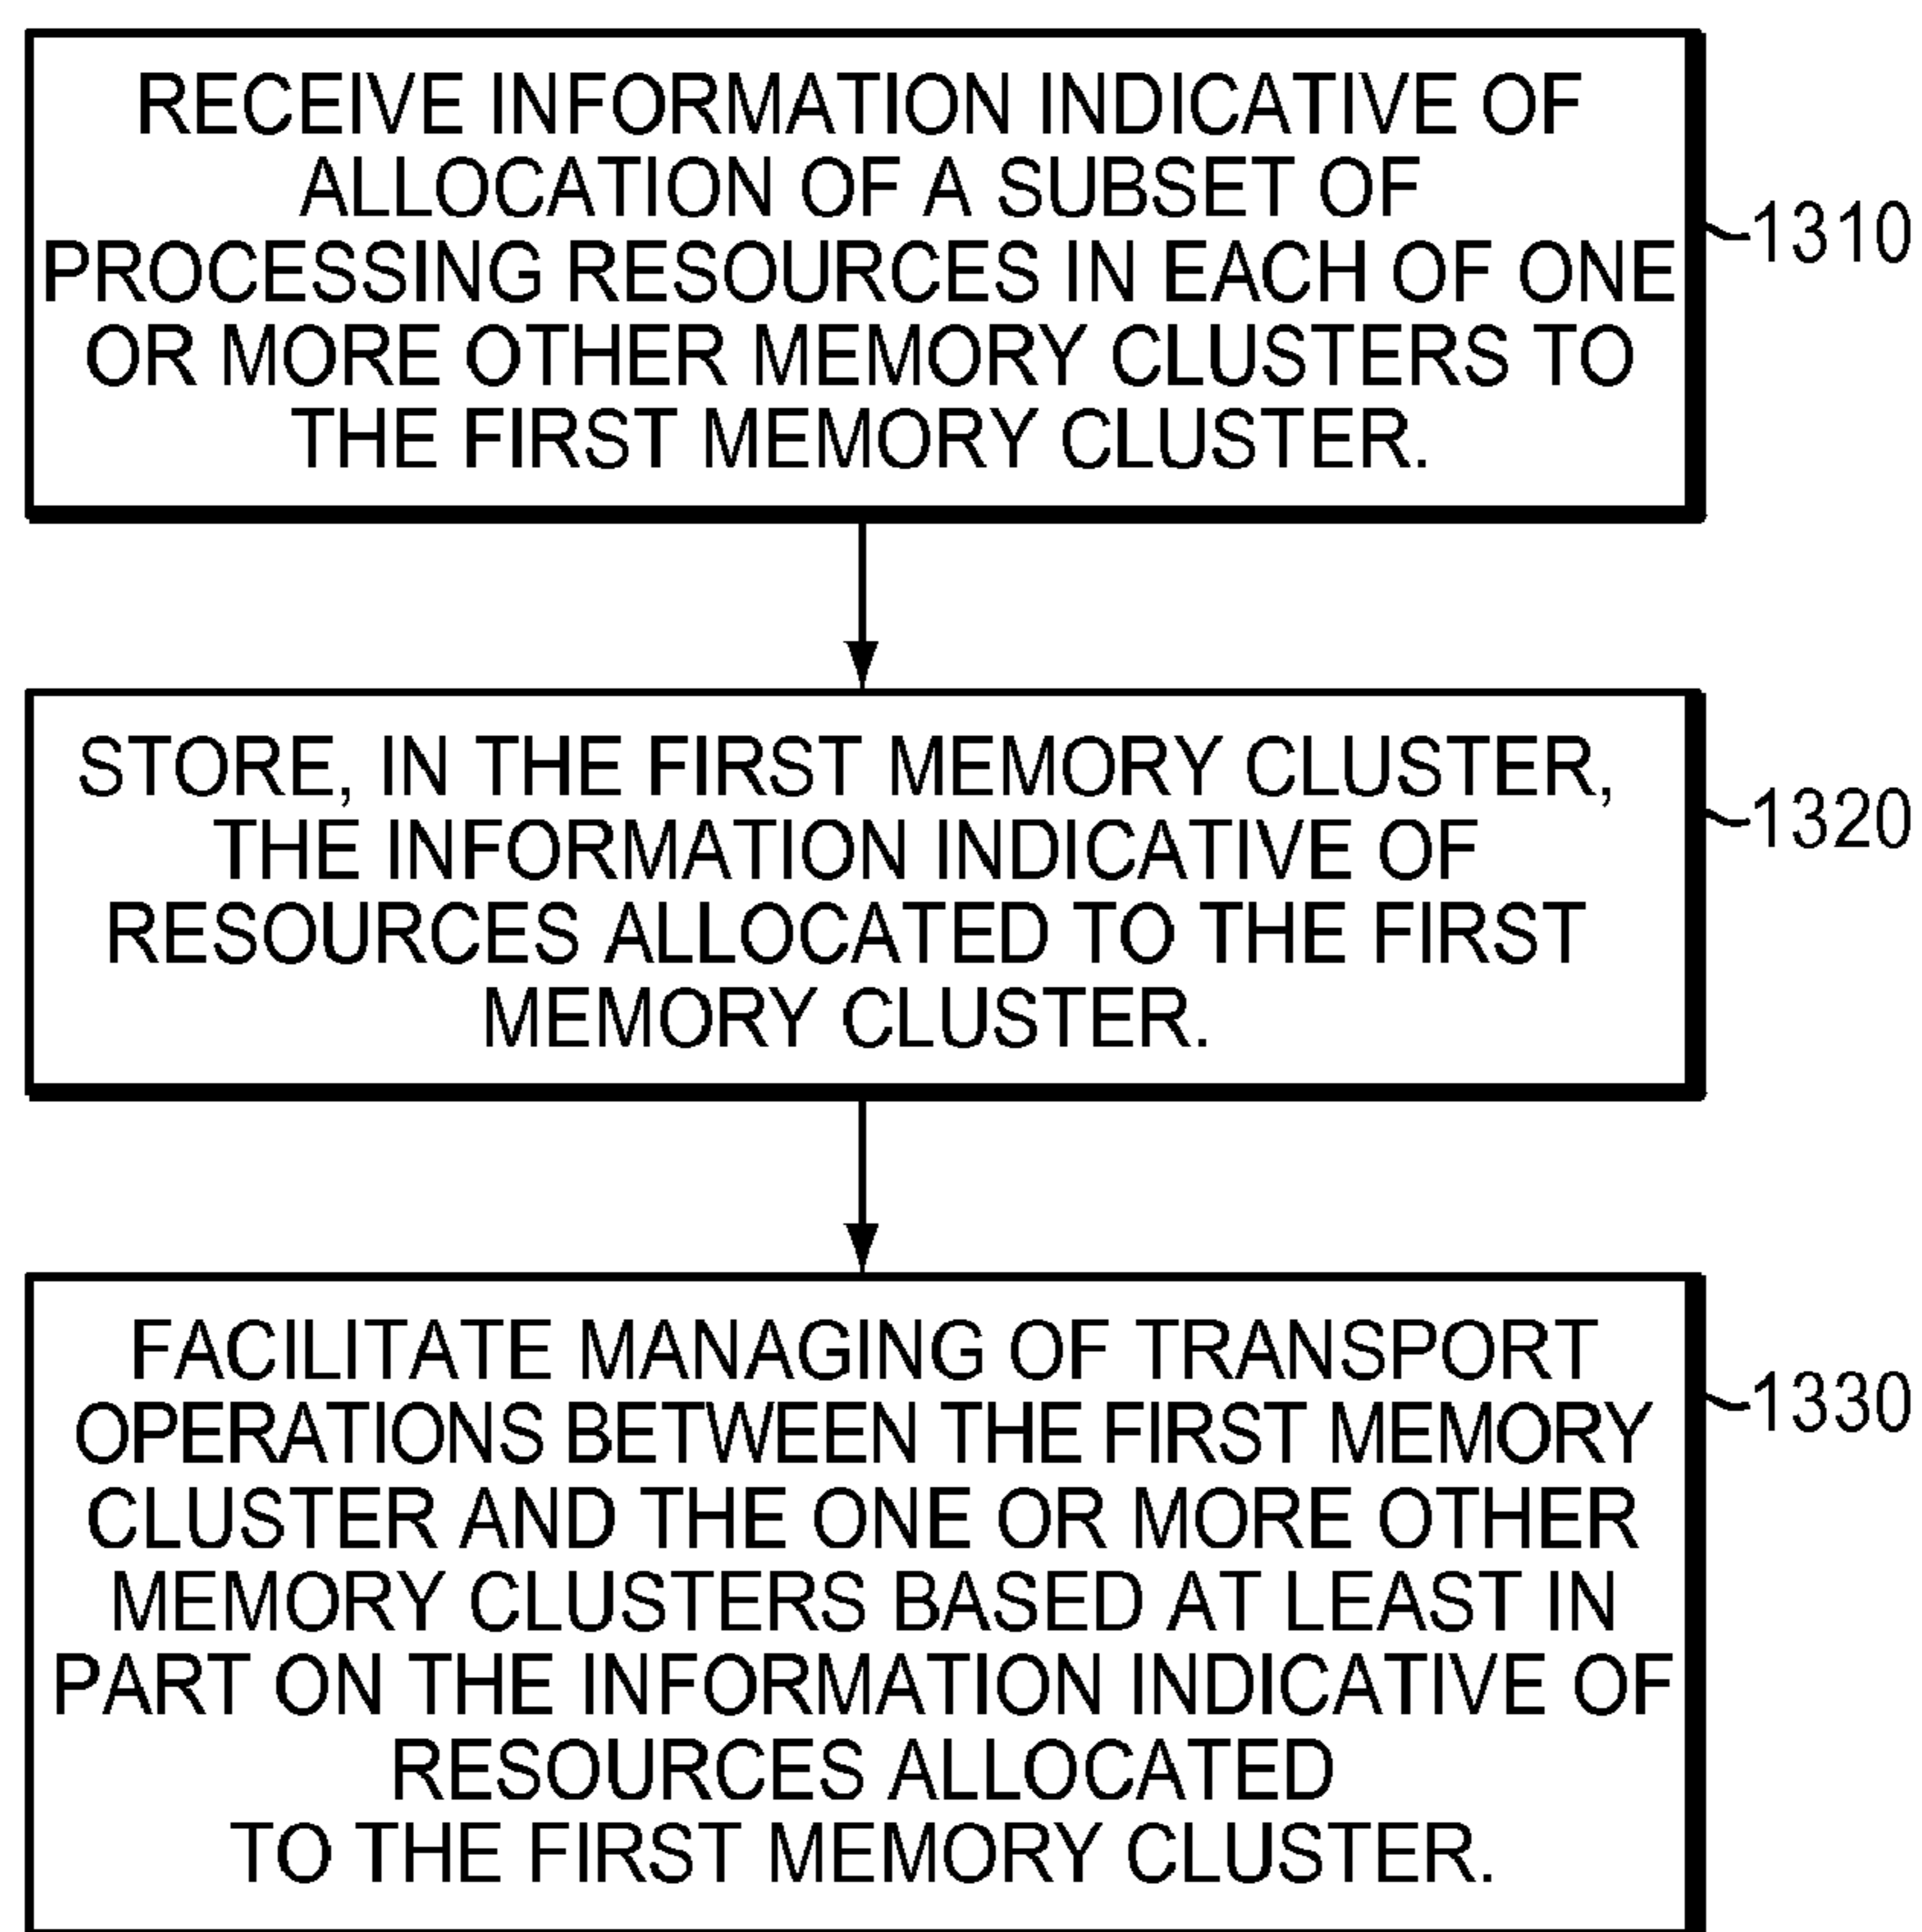 RECEIVE INFORMATION INDICATIVE OF
ALLOCATION OF A SUBSET OF
PROCESSING RESOURCES IN EACH OF ONE
OR MORE OTHER MEMORY CLUSTERS TO
THE FIRST MEMORY CLUSTER.
1310
STORE, IN THE FIRST MEMORY CLUSTER,
THE INFORMATION INDICATIVE OF
RESOURCES ALLOCATED TO THE FIRST
MEMORY CLUSTER.
1320
FACILITATE MANAGING OF TRANSPORT
OPERATIONS BETWEEN THE FIRST MEMORY
CLUSTER AND THE ONE OR MORE OTHER
MEMORY CLUSTERS BASED AT LEAST IN
PART ON THE INFORMATION INDICATIVE OF
RESOURCES ALLOCATED
TO THE FIRST MEMORY CLUSTER.
1330